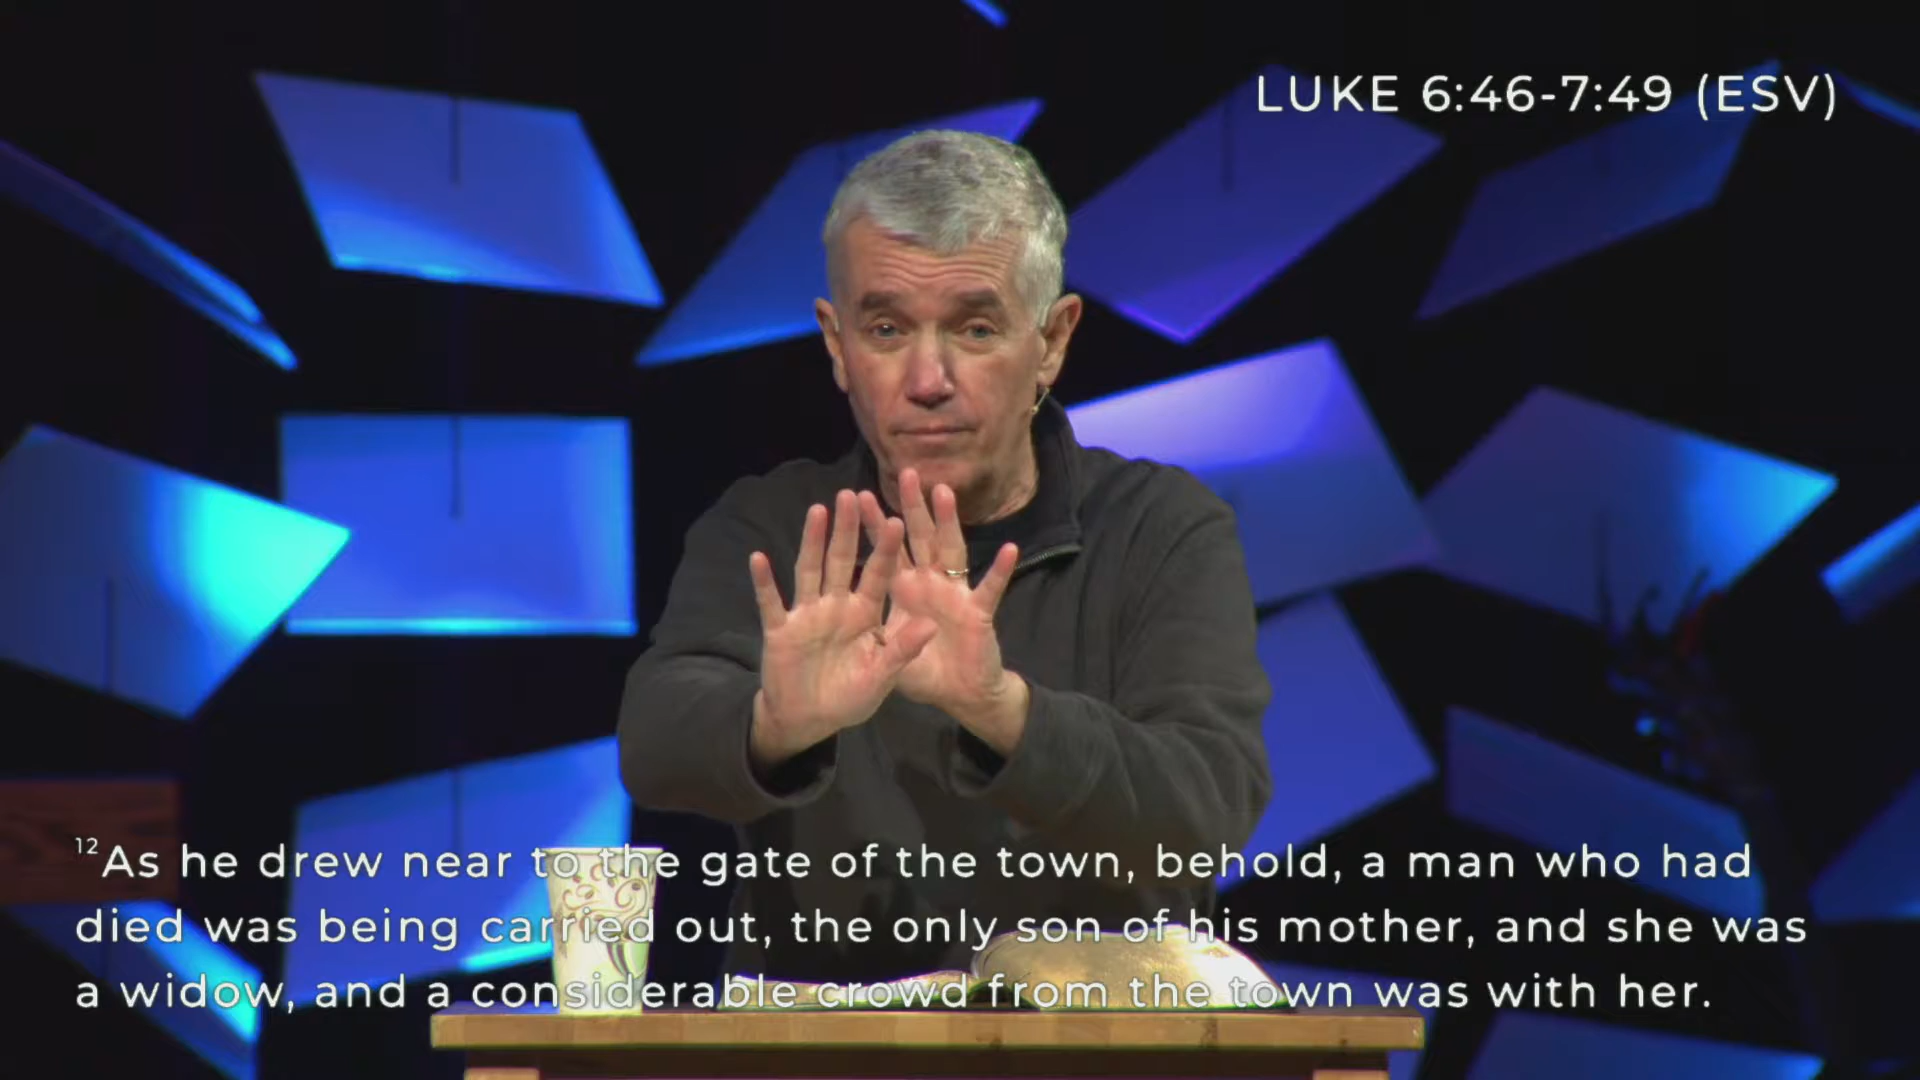 LUKE 6:46-7:49 (ESV)
¹²As he drew near to the gate of the town, behold, a man who had
died was being carried out, the only son of his mother, and she was
a widow, and a considerable crowd from the town was with her.